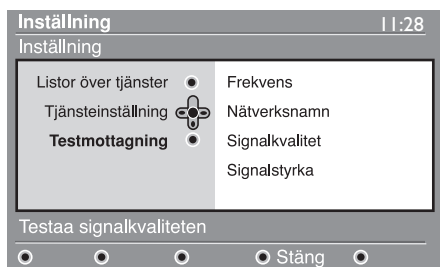 Inställning 11:28
Inställning
Listor över tjänster Frekvens
Tjänsteinställning Nätverksnamn
Testmottagning Signalkvalitet
Signalstyrka
Testaa signalkvaliteten
Stäng